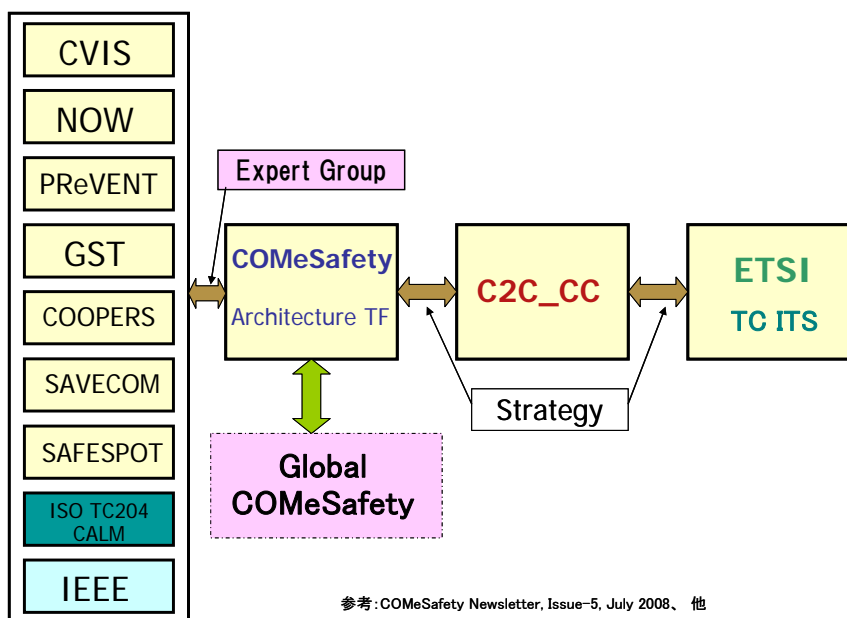 CVIS
NOW
PReVENT
GST
COOPERS
SAVECOM
SAFESPOT
ISO TC204
CALM
IEEE
Expert Group
COMeSafety
Architecture TF
C2C_CC
ETSI
TC ITS
Strategy
Global
COMeSafety
参考:COMeSafety Newsletter, Issue-5, July 2008、 他